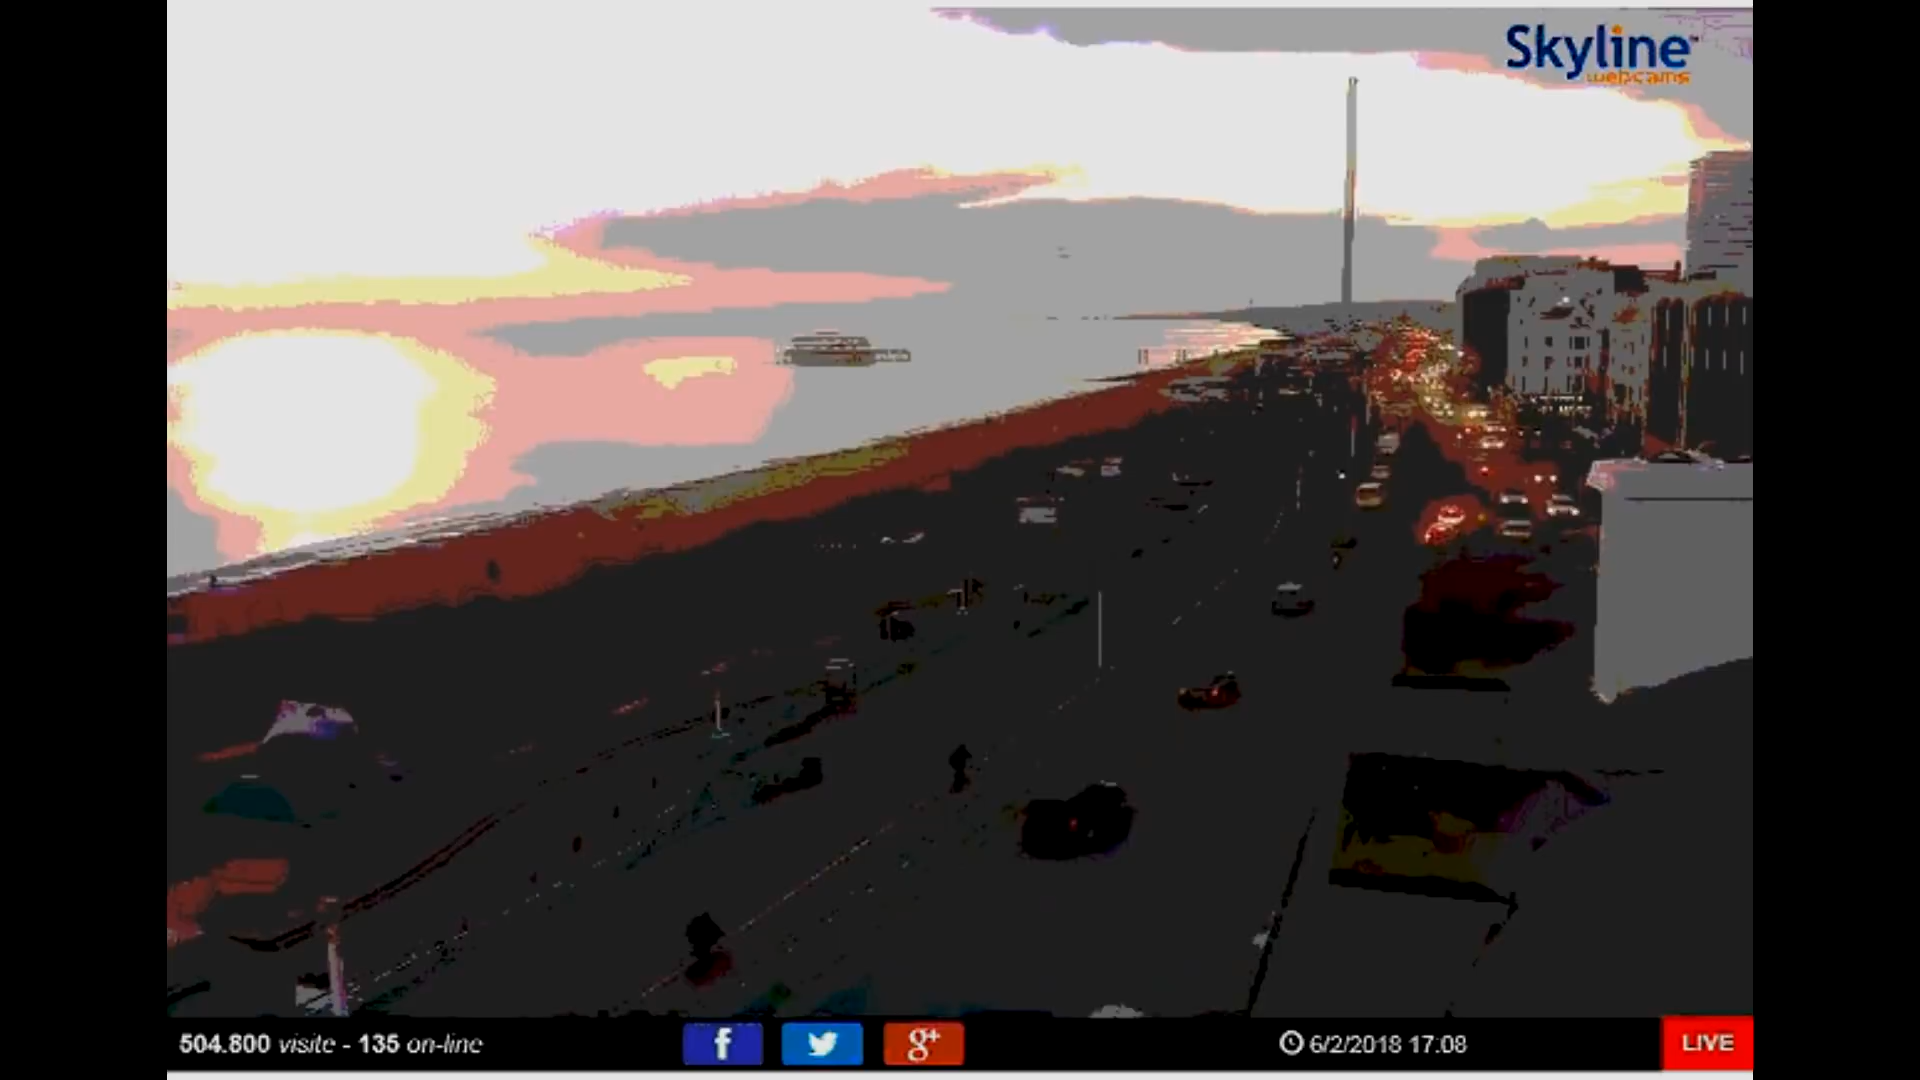 Skyline
webcams
504.800 visite - 135 on-line
f
g+
6/2/2018 17:08
LIVE